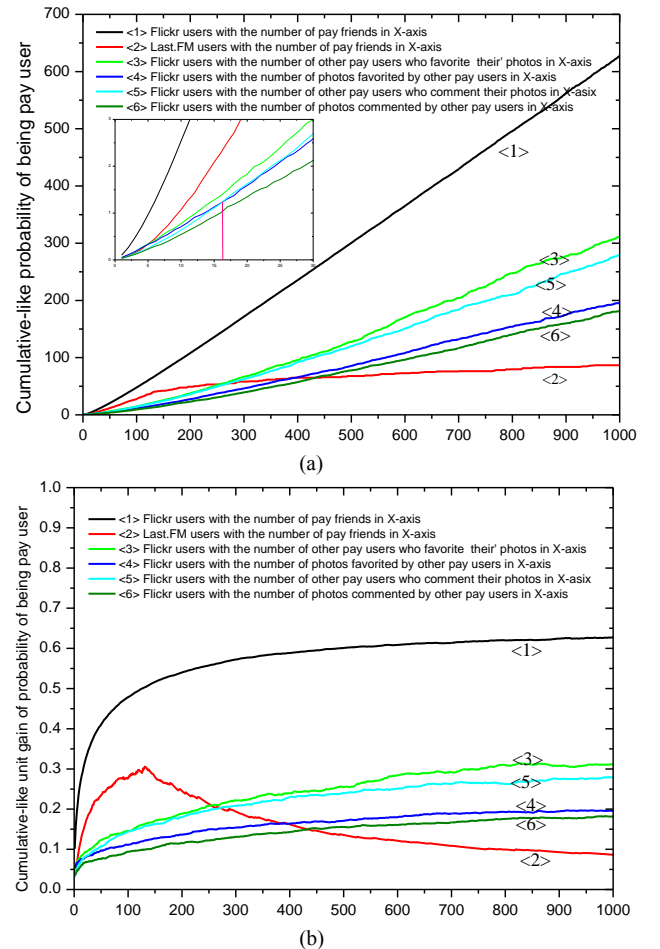 700
600
500
400
300
200
100
0
Cumulative-like probability of being pay user
<1> Flickr users with the number of pay friends in X-axis
<2> Last.FM users with the number of pay friends in X-axis
<3> Flickr users with the number of other pay users who favorite their' photos in X-axis
<4> Flickr users with the number of photos favorited by other pay users in X-axis
<5> Flickr users with the number of other pay users who comment their photos in X-asix
<6> Flickr users with the number of photos commented by other pay users in X-axis
3
2
1
0
0 5 10 15 20 25 30
<1>
<3>
<5>
<4>
<6>
<2>
0 100 200 300 400 500 600 700 800 900 1000
(a)
1.0
0.9
0.8
0.7
0.6
0.5
0.4
0.3
0.2
0.1
0.0
Cumulative-like unit gain of probability of being pay user
<1> Flickr users with the number of pay friends in X-axis
<2> Last.FM users with the number of pay friends in X-axis
<3> Flickr users with the number of other pay users who favorite their' photos in X-axis
<4> Flickr users with the number of photos favorited by other pay users in X-axis
<5> Flickr users with the number of other pay users who comment their photos in X-asix
<6> Flickr users with the number of photos commented by other pay users in X-axis
<1>
<3>
<5>
<4>
<6>
<2>
0 100 200 300 400 500 600 700 800 900 1000
(b)